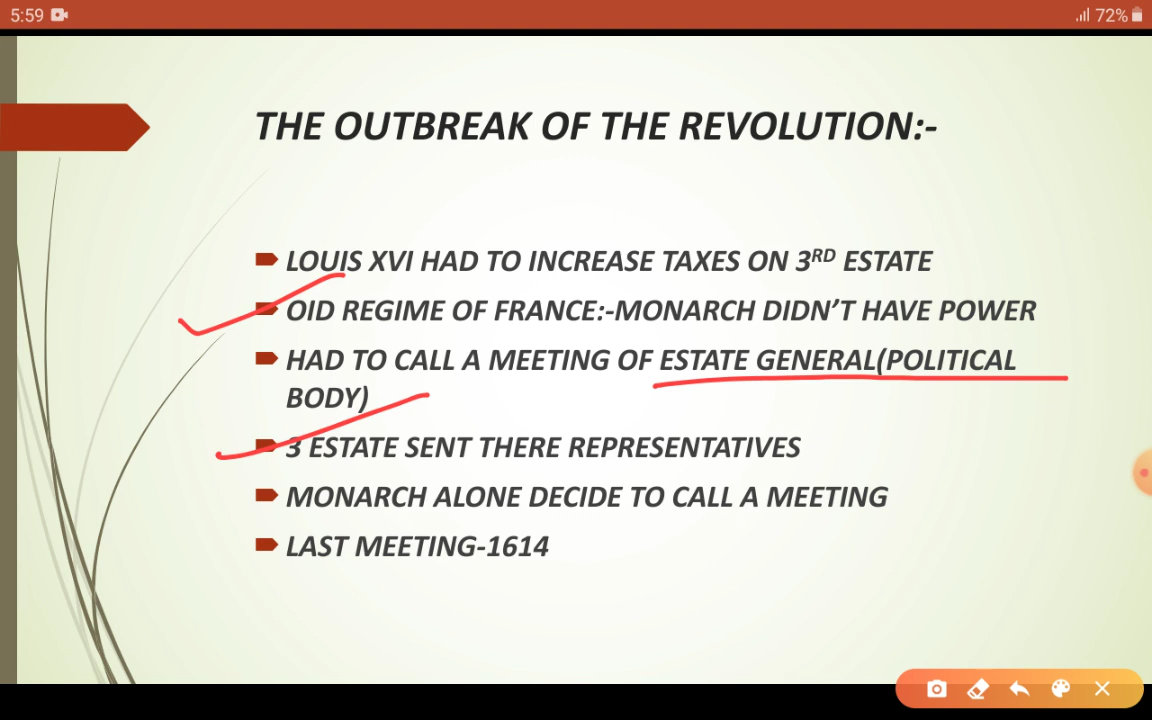 5:59
72%
THE OUTBREAK OF THE REVOLUTION:-
LOUIS XVI HAD TO INCREASE TAXES ON 3RD ESTATE
OID REGIME OF FRANCE:-MONARCH DIDN’T HAVE POWER
HAD TO CALL A MEETING OF ESTATE GENERAL(POLITICAL
BODY)
3 ESTATE SENT THERE REPRESENTATIVES
MONARCH ALONE DECIDE TO CALL A MEETING
LAST MEETING-1614